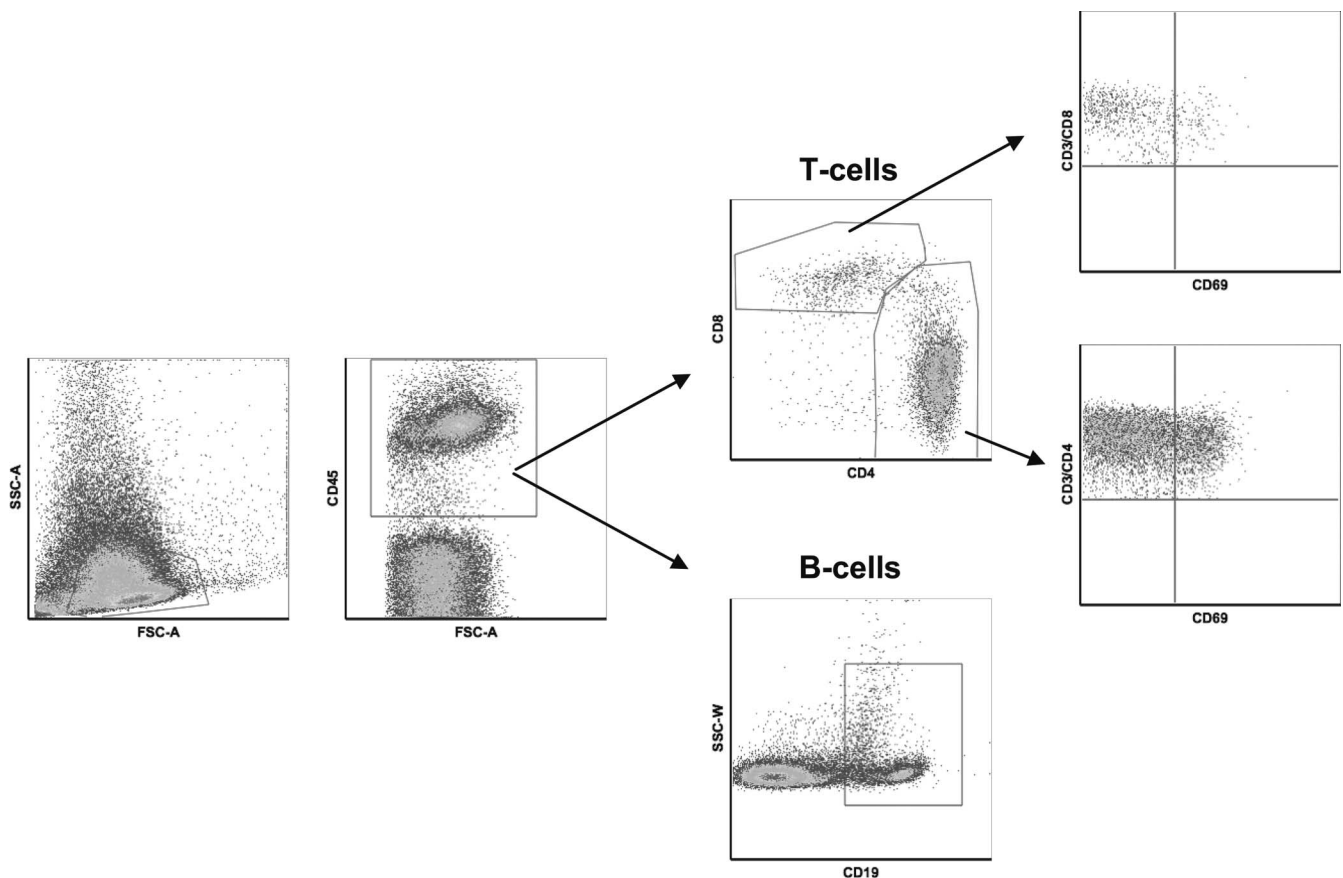 SSC-A
FSC-A
CD45
FSC-A
T-cells
CD8
CD4
B-cells
SSC-W
CD19
CD3/CD8
CD69
CD3/CD4
CD69